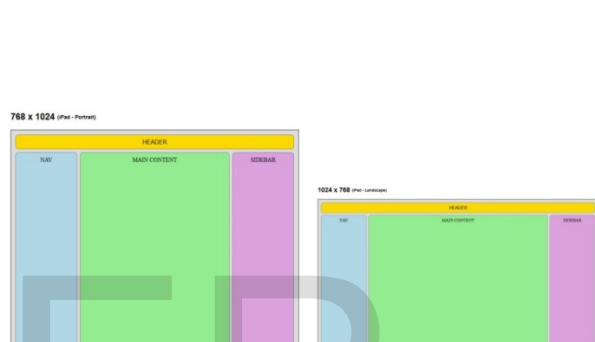 768 x 1024 (iPad - Portrait)
HEADER
NAV MAIN CONTENT SIDEBAR
1024 x 768 (iPad - Landscape)
HEADER
NAV MAIN CONTENT SIDEBAR